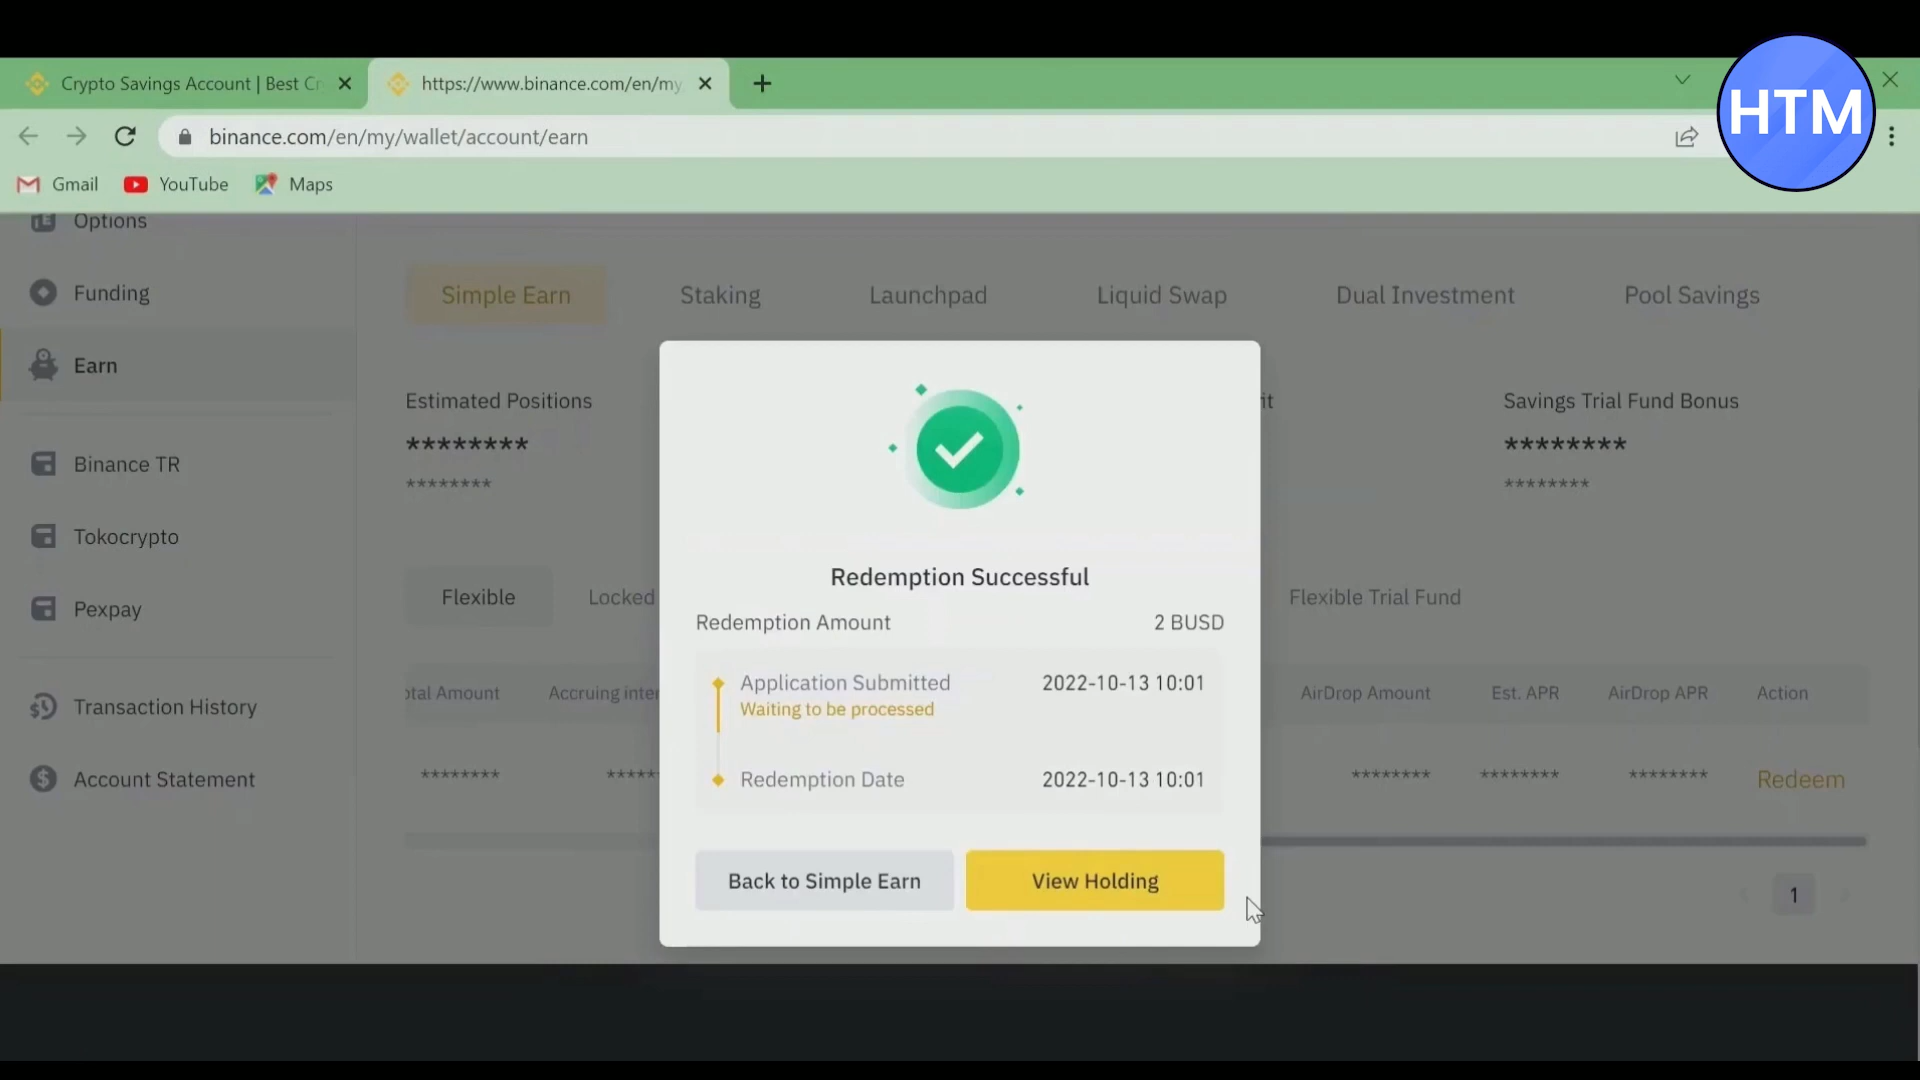 Crypto Savings Account | Best Cr
https://www.binance.com/en/my
HTM
binance.com/en/my/wallet/account/earn
Gmail
YouTube
Maps
Options
Funding
Simple Earn
Staking
Launchpad
Liquid Swap
Dual Investment
Pool Savings
Earn
Estimated Positions
********
********
Savings Trial Fund Bonus
********
********
Binance TR
Tokocrypto
Pexpay
Flexible
Locked
Flexible Trial Fund
Redemption Successful
Redemption Amount
2 BUSD
Application Submitted
2022-10-13 10:01
Waiting to be processed
Redemption Date
2022-10-13 10:01
Amount
Accruing
AirDrop Amount
Est. APR
AirDrop APR
Action
Transaction History
Account Statement
********
*****
********
********
********
Redeem
Back to Simple Earn
View Holding
1